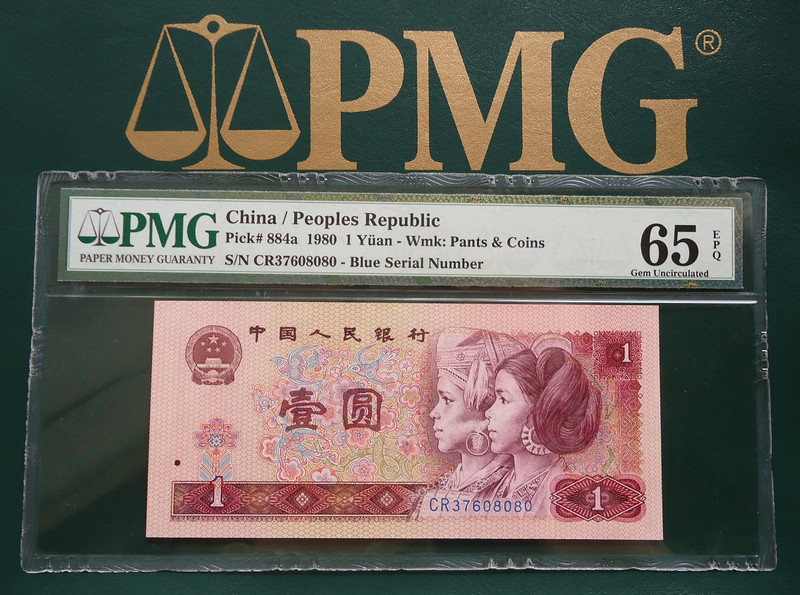 PMG®
PMG
PAPER MONEY GUARANTY
China / Peoples Republic
Pick# 884a 1980 1 Yüan - Wmk: Pants & Coins
S/N CR37608080 - Blue Serial Number
65
EPQ
Gem Uncirculated
中国人民银行
1
壹圆
1
CR37608080
1